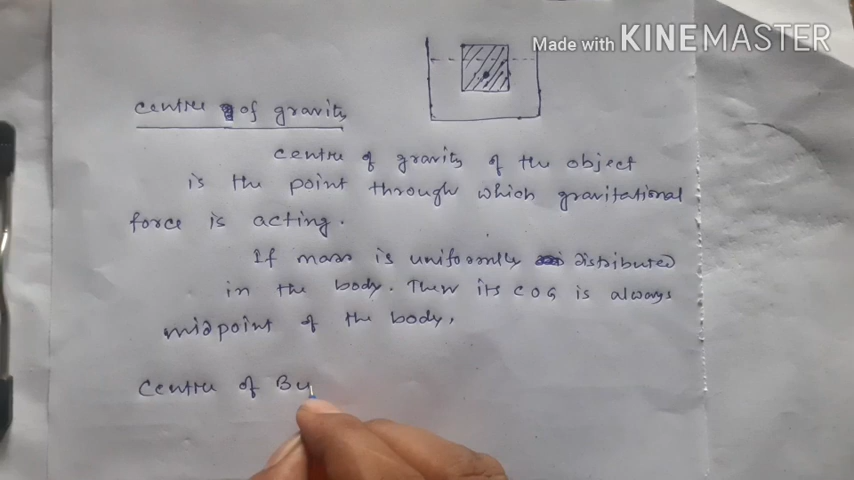 Made with KINEMASTER
Centre of gravity
Centre of gravity of the object
is the point through which gravitational
force is acting.
If mass is uniformly distributed
in the body. Then its COG is always
midpoint of the body.
Centre of Bu